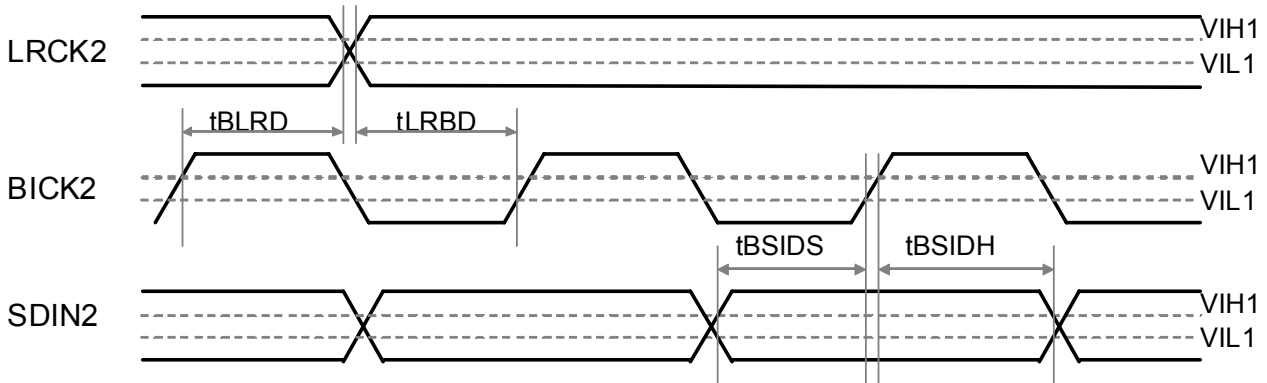 LRCK2
VIH1
VIL1
tBLRD
tLRBD
BICK2
VIH1
VIL1
tBSIDS
tBSIDH
SDIN2
VIH1
VIL1